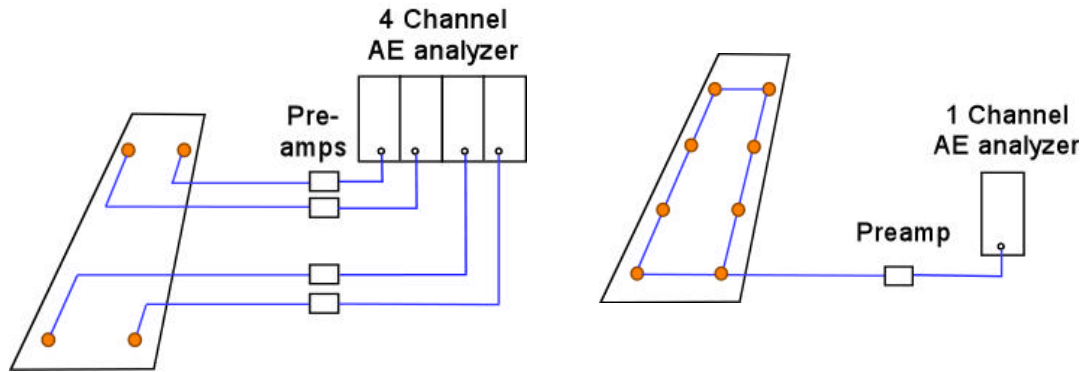 4 Channel
AE analyzer
Pre-
amps
1 Channel
AE analyzer
Preamp